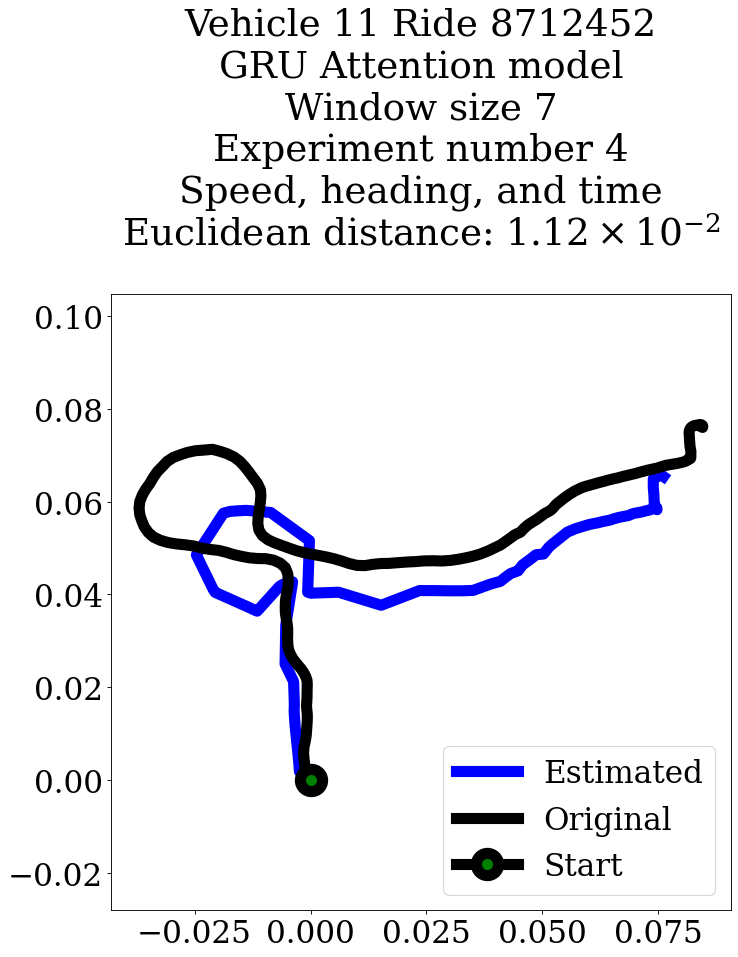 Vehicle 11 Ride 8712452
GRU Attention model
Window size 7
Experiment number 4
Speed, heading, and time
Euclidean distance: 1.12 × 10⁻²
0.10
0.08
0.06
0.04
0.02
0.00
−0.02
−0.025 0.000 0.025 0.050 0.075
Estimated
Original
Start